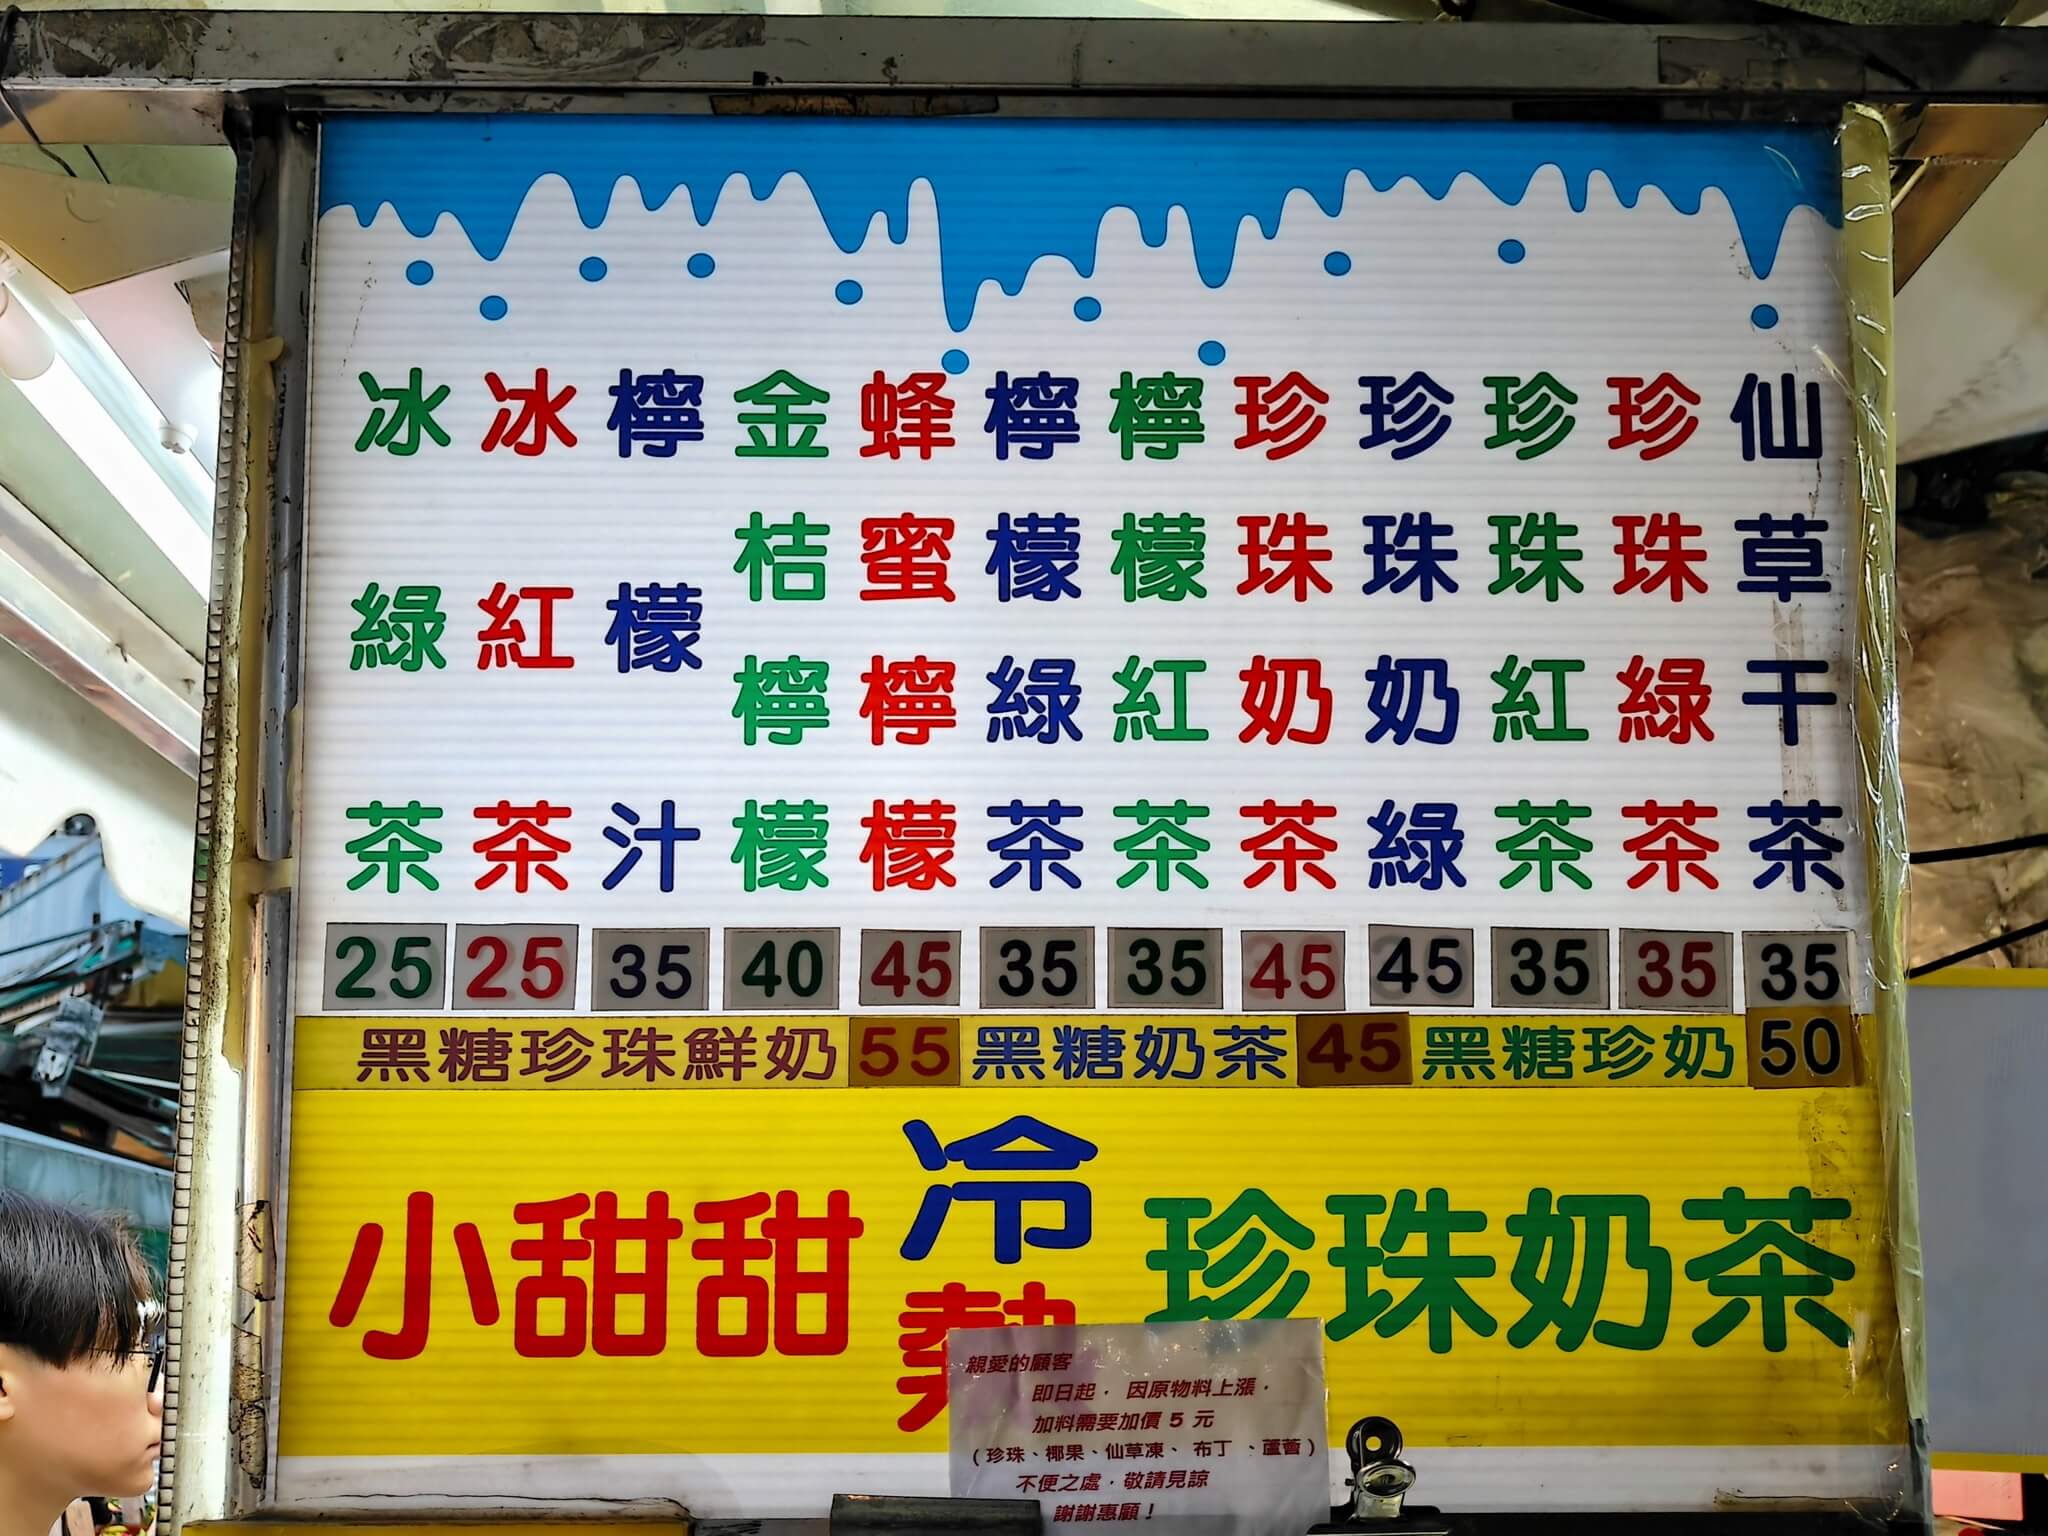 冰綠茶 25
冰紅茶 25
檸檬汁 35
金桔檸檬 40
蜂蜜檸檬 45
檸檬綠茶 35
檸檬紅茶 35
珍珠奶茶 45
珍珠奶綠 45
珍珠紅茶 35
珍珠綠茶 35
仙草干茶 35
黑糖珍珠鮮奶 55 黑糖奶茶 45 黑糖珍奶 50
小甜甜 冷熱 珍珠奶茶
親愛的顧客
即日起，因原物料上漲，
加料需要加價 5 元
（珍珠、椰果、仙草凍、布丁、蘆薈）
不便之處，敬請見諒
謝謝惠顧！